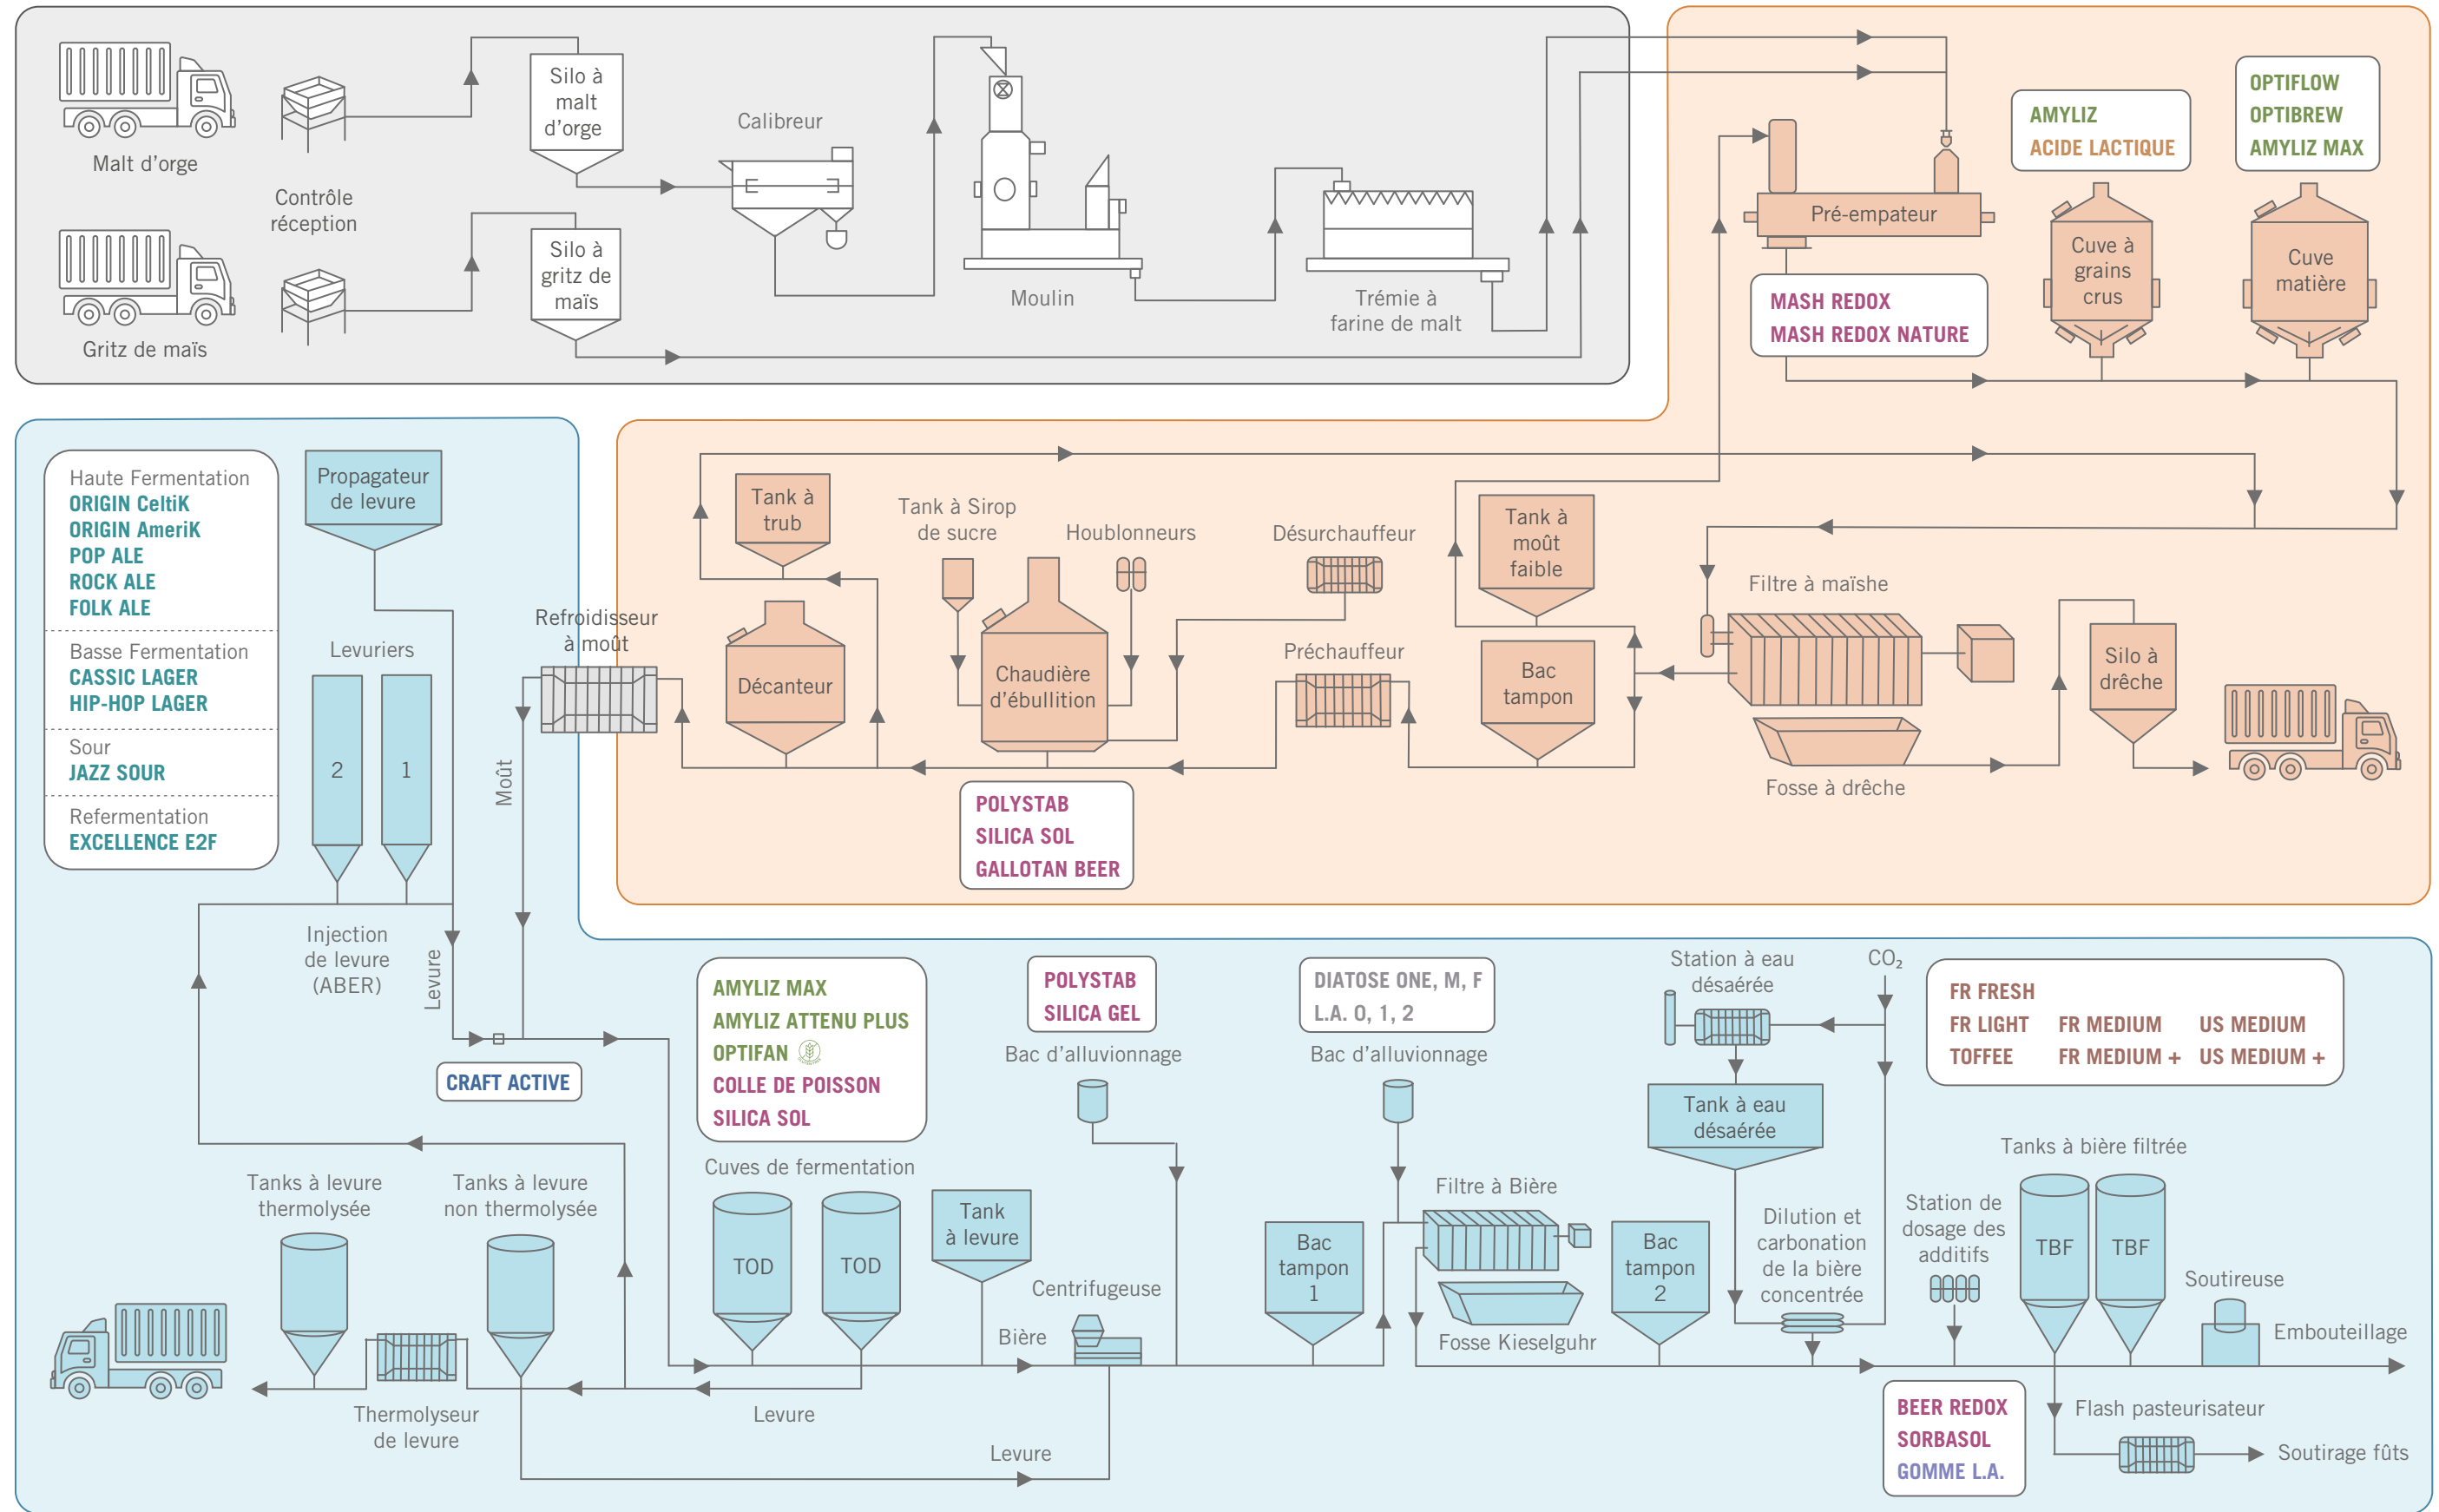 Malt d'orge
Contrôle
réception
Gritz de maïs
Silo à
malt
d'orge
Silo à
gritz de
maïs
Calibreur
Moulin
Trémie à
farine de malt
Pré-empateur
MASH REDOX
MASH REDOX NATURE
AMYLIZ
ACIDE LACTIQUE
Cuve à
grains
crus
OPTIFLOW
OPTIBREW
AMYLIZ MAX
Cuve
matière
Tank à
trub
Tank à Sirop
de sucre
Houblonneurs
Désurchauffeur
Tank à
moût
faible
Filtre à maïshe
Refroidisseur
à moût
Décanteur
Chaudière
d'ébullition
Préchauffeur
Bac
tampon
Silo à
drêche
Fosse à drêche
POLYSTAB
SILICA SOL
GALLOTAN BEER
Haute Fermentation
ORIGIN CeltiK
ORIGIN AmeriK
POP ALE
ROCK ALE
FOLK ALE
Basse Fermentation
CASSIC LAGER
HIP-HOP LAGER
Sour
JAZZ SOUR
Refermentation
EXCELLENCE E2F
Propagateur
de levure
Levuriers
2
1
Moût
Injection
de levure
(ABER)
Levure
CRAFT ACTIVE
AMYLIZ MAX
AMYLIZ ATTENU PLUS
OPTIFAN
COLLE DE POISSON
SILICA SOL
POLYSTAB
SILICA GEL
Bac d'alluvionnage
DIATOSE ONE, M, F
L.A. O, 1, 2
Bac d'alluvionnage
Station à eau
désaérée
CO₂
FR FRESH
FR LIGHT FR MEDIUM US MEDIUM
TOFFEE FR MEDIUM + US MEDIUM +
Tank à eau
désaérée
Tanks à levure
thermolysée
Tanks à levure
non thermolysée
Cuves de fermentation
TOD
TOD
Tank
à levure
Centrifugeuse
Bière
Bac
tampon
1
Filtre à Bière
Fosse Kieselguhr
Bac
tampon
2
Dilution et
carbonation
de la bière
concentrée
Station de
dosage des
additifs
Tanks à bière filtrée
TBF
TBF
Soutireuse
Embouteillage
Thermolyseur
de levure
Levure
Levure
BEER REDOX
SORBASOL
GOMME L.A.
Flash pasteurisateur
Soutirage fûts